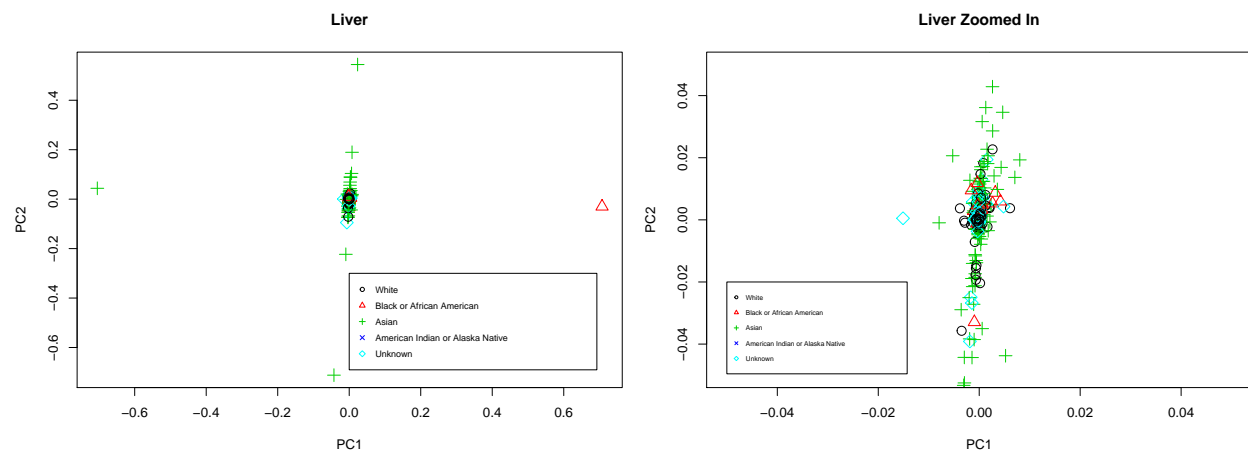 Liver
PC2
0.4
0.2
0.0
−0.2
−0.4
−0.6
White
Black or African American
Asian
American Indian or Alaska Native
Unknown
−0.6 −0.4 −0.2 0.0 0.2 0.4 0.6
PC1
Liver Zoomed In
PC2
0.04
0.02
0.00
−0.02
−0.04
White
Black or African American
Asian
American Indian or Alaska Native
Unknown
−0.04 −0.02 0.00 0.02 0.04
PC1